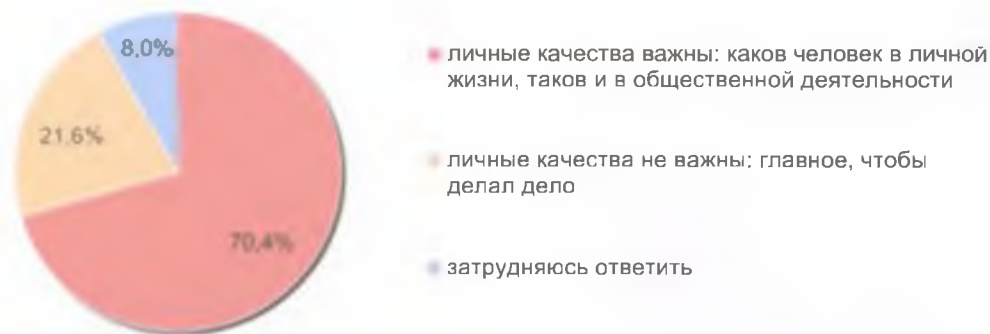 8,0%
21,6%
70,4%
личные качества важны: каков человек в личной
жизни, таков и в общественной деятельности
личные качества не важны: главное, чтобы
делал дело
затрудняюсь ответить